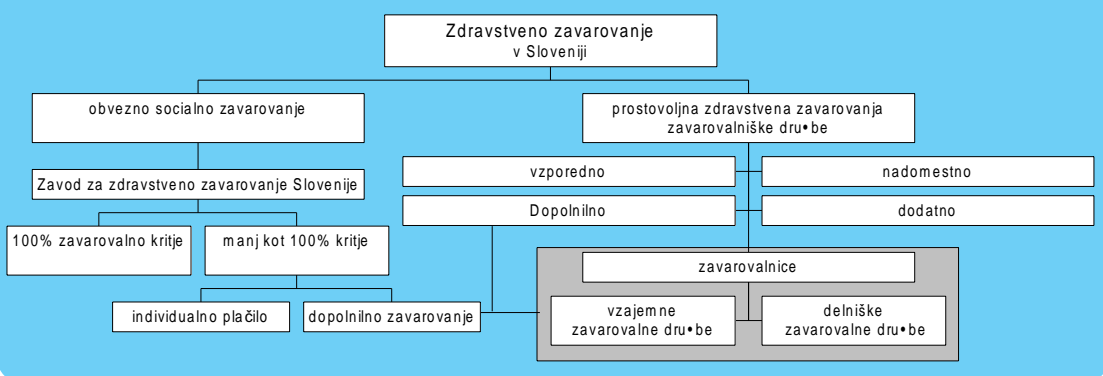 Zdravstveno zavarovanje
v Sloveniji
obvezno socialno zavarovanje
prostovoljna zdravstvena zavarovanja
zavarovalniške dru•be
Zavod za zdravstveno zavarovanje Slovenije
vzporedno
nadomestno
Dopolnilno
dodatno
100% zavarovalno kritje
manj kot 100% kritje
zavarovalnice
individualno plačilo
dopolnilno zavarovanje
vzajemne
zavarovalne dru•be
delniške
zavarovalne dru•be